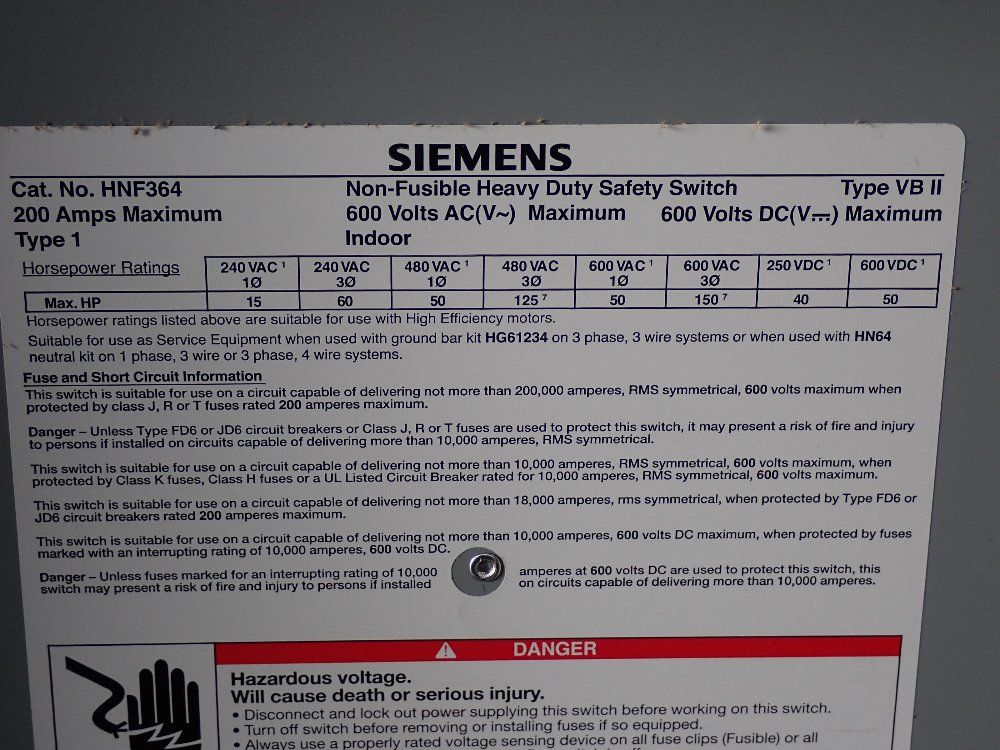 SIEMENS
Cat. No. HNF364 Non-Fusible Heavy Duty Safety Switch Type VB II
200 Amps Maximum 600 Volts AC(V~) Maximum 600 Volts DC(V⎓) Maximum
Type 1 Indoor
Horsepower Ratings 240 VAC ¹ 1Ø 240 VAC 3Ø 480 VAC ¹ 1Ø 480 VAC 3Ø 600 VAC ¹ 1Ø 600 VAC 3Ø 250 VDC ¹ 600 VDC ¹
Max. HP 15 60 50 125 ⁷ 50 150 ⁷ 40 50
Horsepower ratings listed above are suitable for use with High Efficiency motors.
Suitable for use as Service Equipment when used with ground bar kit HG61234 on 3 phase, 3 wire systems or when used with HN64
neutral kit on 1 phase, 3 wire or 3 phase, 4 wire systems.
Fuse and Short Circuit Information
This switch is suitable for use on a circuit capable of delivering not more than 200,000 amperes, RMS symmetrical, 600 volts maximum when
protected by class J, R or T fuses rated 200 amperes maximum.
Danger – Unless Type FD6 or JD6 circuit breakers or Class J, R or T fuses are used to protect this switch, it may present a risk of fire and injury
to persons if installed on circuits capable of delivering more than 10,000 amperes, RMS symmetrical.
This switch is suitable for use on a circuit capable of delivering not more than 10,000 amperes, RMS symmetrical, 600 volts maximum, when
protected by Class K fuses, Class H fuses or a UL Listed Circuit Breaker rated for 10,000 amperes, RMS symmetrical, 600 volts maximum.
This switch is suitable for use on a circuit capable of delivering not more than 18,000 amperes, rms symmetrical, when protected by Type FD6 or
JD6 circuit breakers rated 200 amperes maximum.
This switch is suitable for use on a circuit capable of delivering not more than 10,000 amperes, 600 volts DC maximum, when protected by fuses
marked with an interrupting rating of 10,000 amperes, 600 volts DC.
Danger – Unless fuses marked for an interrupting rating of 10,000 amperes at 600 volts DC are used to protect this switch, this
switch may present a risk of fire and injury to persons if installed on circuits capable of delivering more than 10,000 amperes.
DANGER
Hazardous voltage.
Will cause death or serious injury.
• Disconnect and lock out power supplying this switch before working on this switch.
• Turn off switch before removing or installing fuses if so equipped.
• Always use a properly rated voltage sensing device on all fuse clips (Fusible) or all